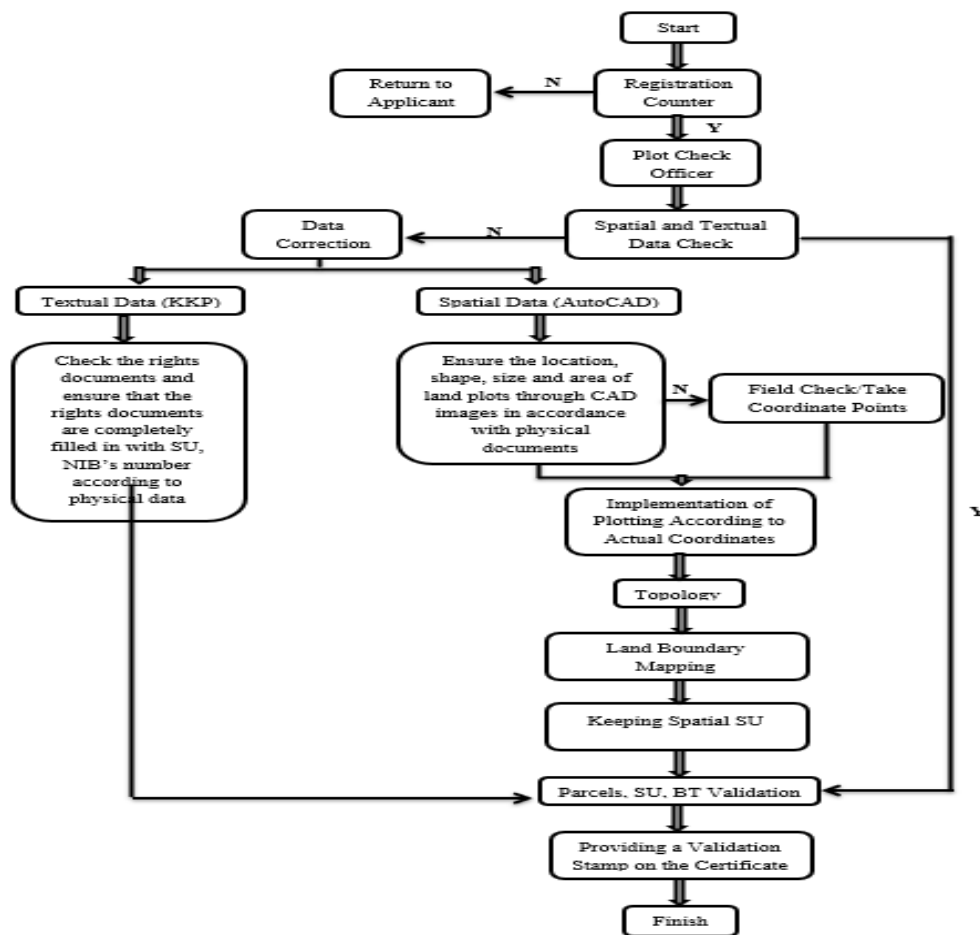 Start
Return to
Applicant
N
Registration
Counter
Y
Plot Check
Officer
Data
Correction
N
Spatial and Textual
Data Check
Textual Data (KKP)
Spatial Data (AutoCAD)
Check the rights
documents and
ensure that the
rights documents
are completely
filled in with SU,
NIB's number
according to
physical data
Ensure the location,
shape, size and area of
land plots through CAD
images in accordance
with physical
documents
N
Field Check/Take
Coordinate Points
Implementation of
Plotting According to
Actual Coordinates
Y
Topology
Land Boundary
Mapping
Keeping Spatial SU
Parcels, SU, BT Validation
Providing a Validation
Stamp on the Certificate
Finish